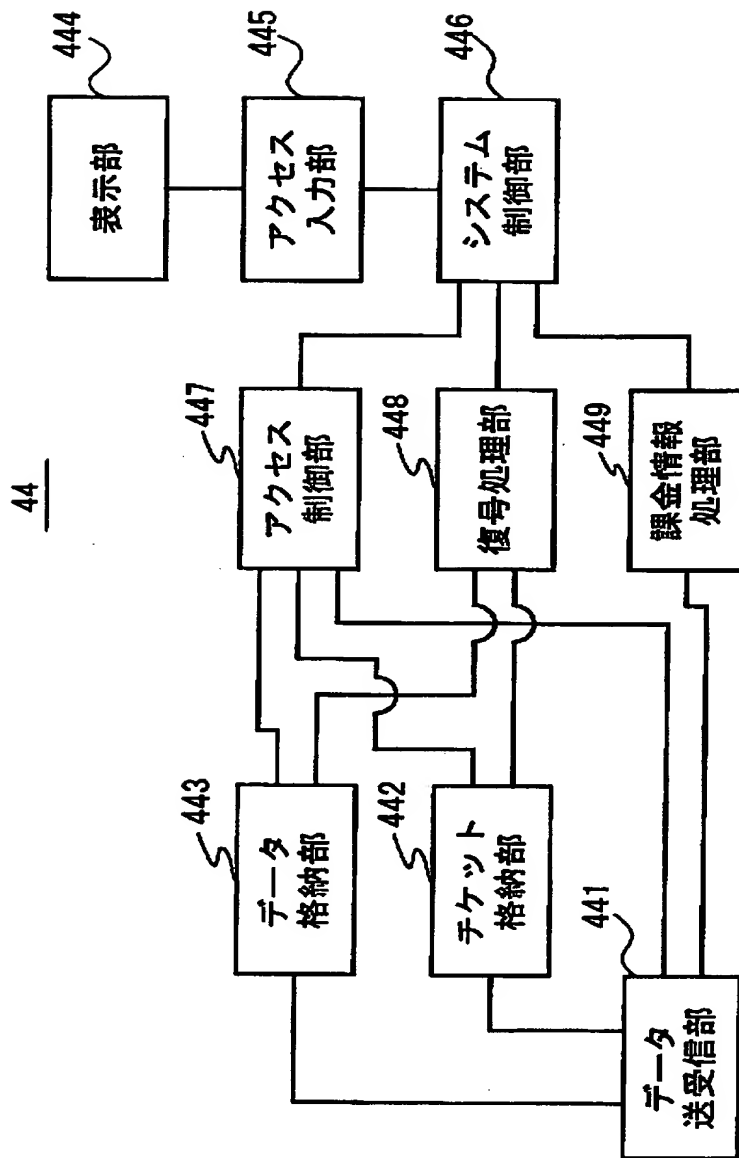 44
444
表示部
445
アクセス
入力部
446
システム
制御部
447
アクセス
制御部
448
復号処理部
449
課金情報
処理部
443
データ
格納部
442
チケット
格納部
441
データ
送受信部